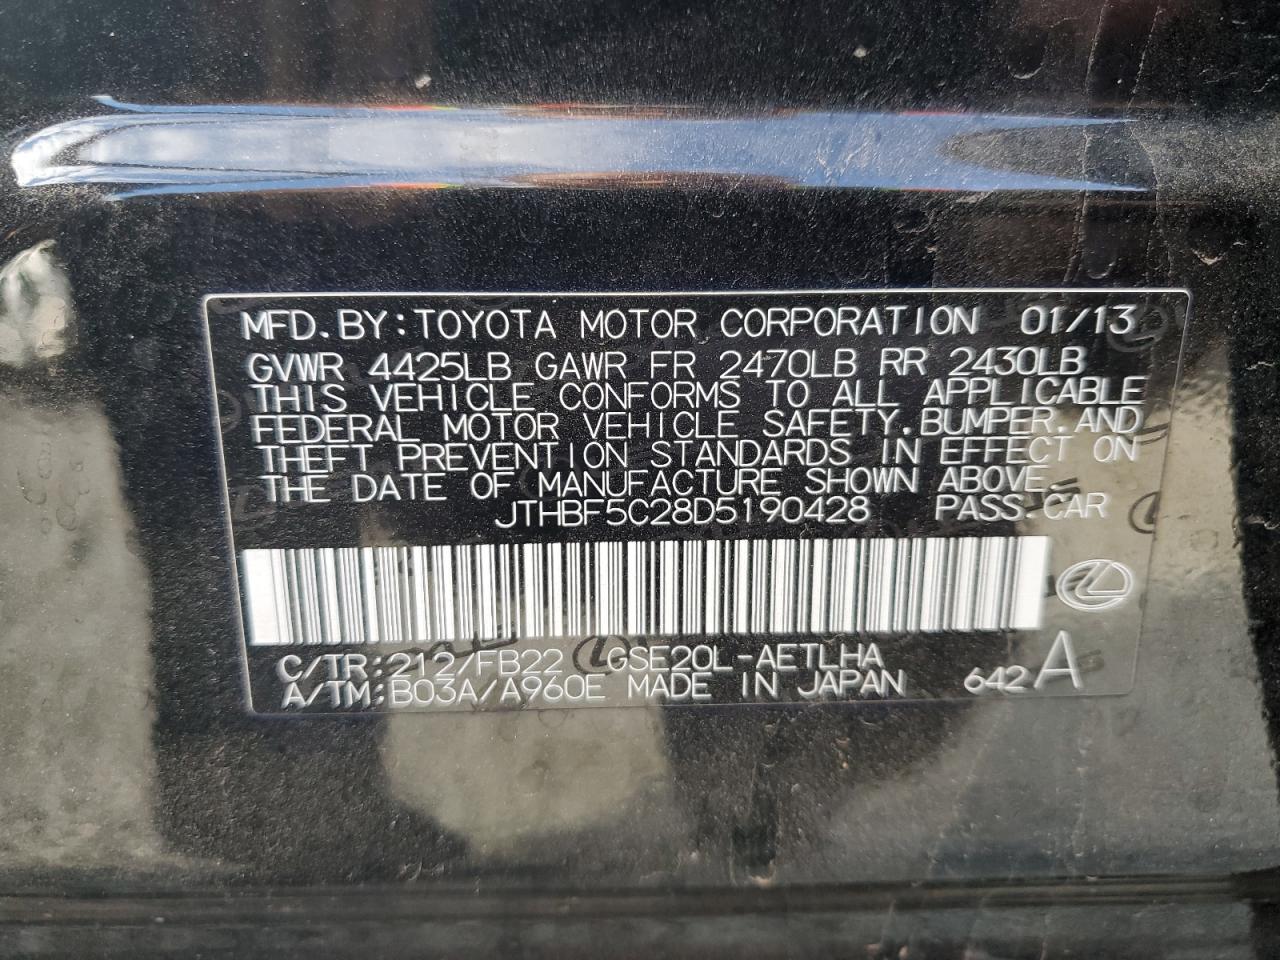 MFD.BY:TOYOTA MOTOR CORPORATION 01/13
GVWR 4425LB GAWR FR 2470LB RR 2430LB
THIS VEHICLE CONFORMS TO ALL APPLICABLE
FEDERAL MOTOR VEHICLE SAFETY.BUMPER.AND
THEFT PREVENTION STANDARDS IN EFFECT ON
THE DATE OF MANUFACTURE SHOWN ABOVE.
JTHBF5C28D5190428 PASS.CAR
C/TR:212/FB22 GSE20L-AETLHA
A/TM:B03A/A960E MADE IN JAPAN 642A